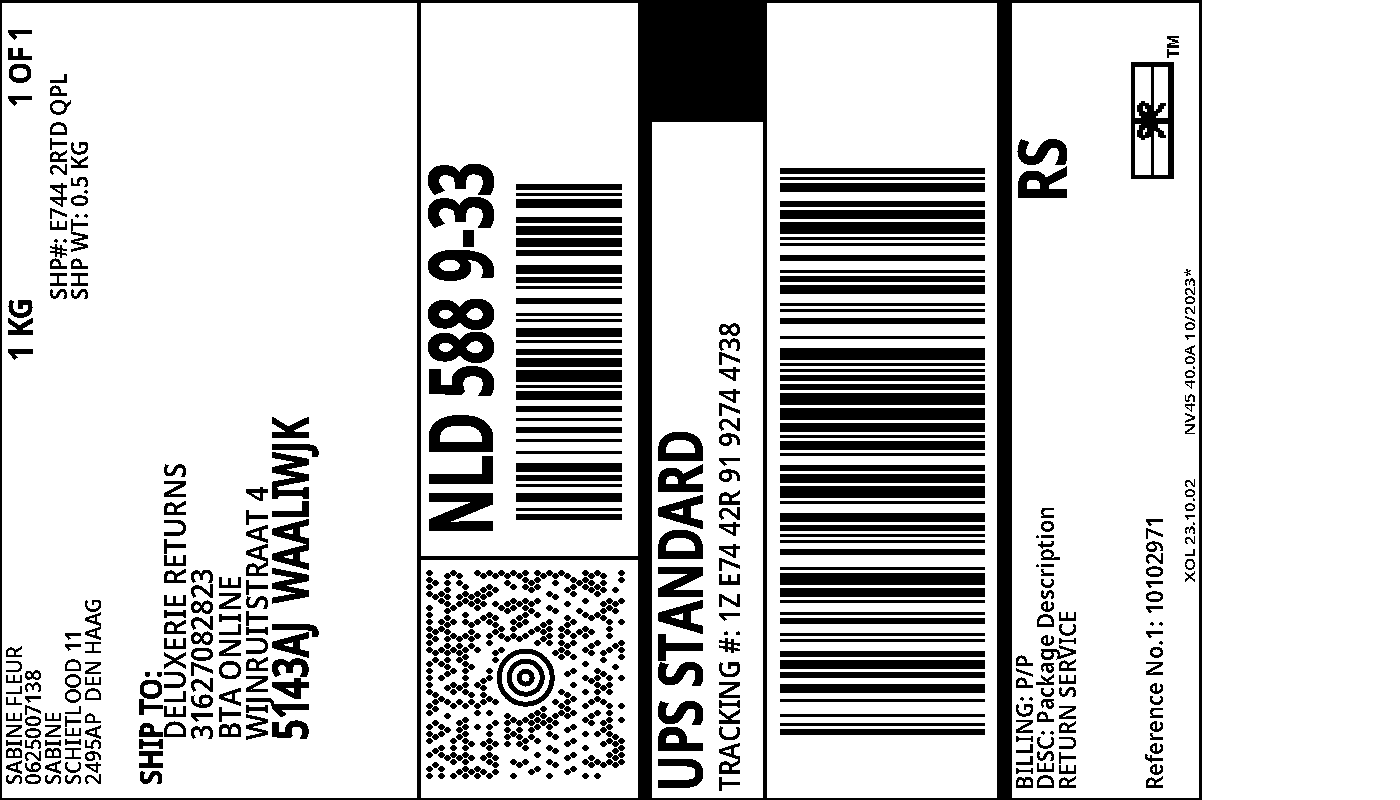 SABINE FLEUR
0625007138
SABINE
SCHIETLOOD 11
2495AP DEN HAAG
1 KG
1 OF 1
SHP#: E744 2RTD QPL
SHP WT: 0.5 KG
SHIP TO:
DELUXERIE RETURNS
31627082823
BTA ONLINE
WIJNRUITSTRAAT 4
5143AJ WAALIWJK
NLD 588 9-33
UPS STANDARD
TRACKING #: 1Z E74 42R 91 9274 4738
BILLING: P/P
DESC: Package Description
RETURN SERVICE
RS
Reference No.1: 10102971
XOL 23.10.02
NV45 40.0A 10/2023*
TM